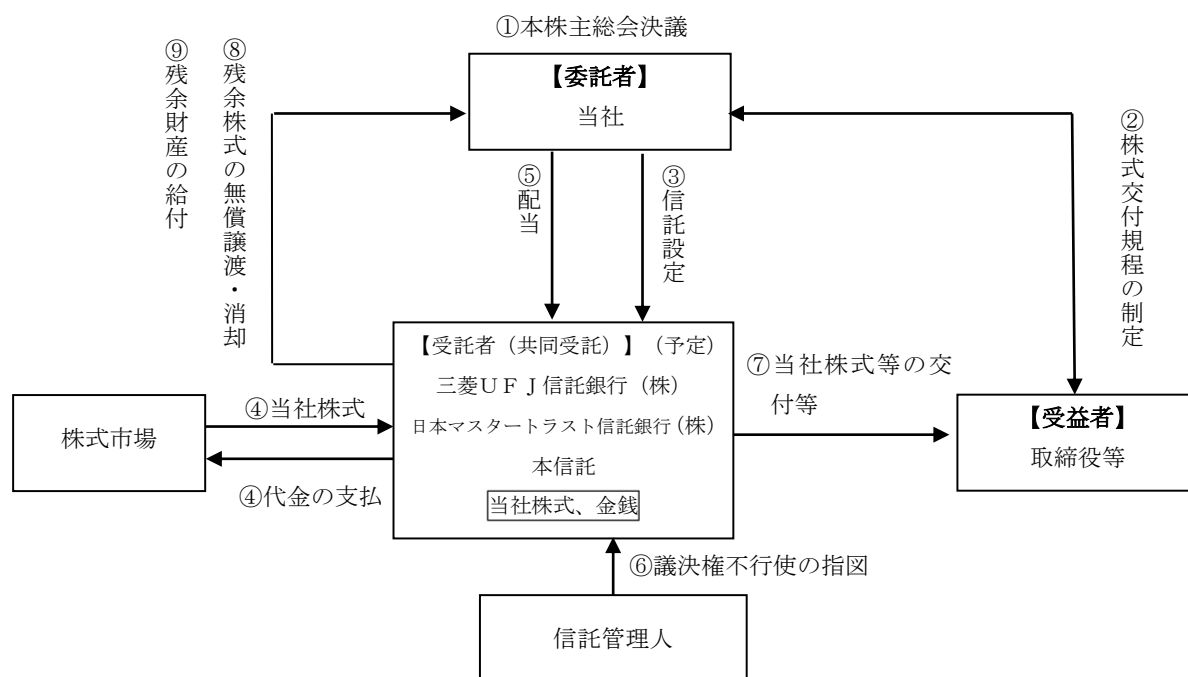 ①本株主総会決議
【委託者】
当社
⑨残余財産の給付
⑧残余株式の無償譲渡・消却
⑤配当
③信託設定
②株式交付規程の制定
【受託者（共同受託）】（予定）
三菱ＵＦＪ信託銀行（株）
日本マスタートラスト信託銀行（株）
本信託
当社株式、金銭
株式市場
④当社株式
④代金の支払
⑦当社株式等の交
付等
【受益者】
取締役等
⑥議決権不行使の指図
信託管理人